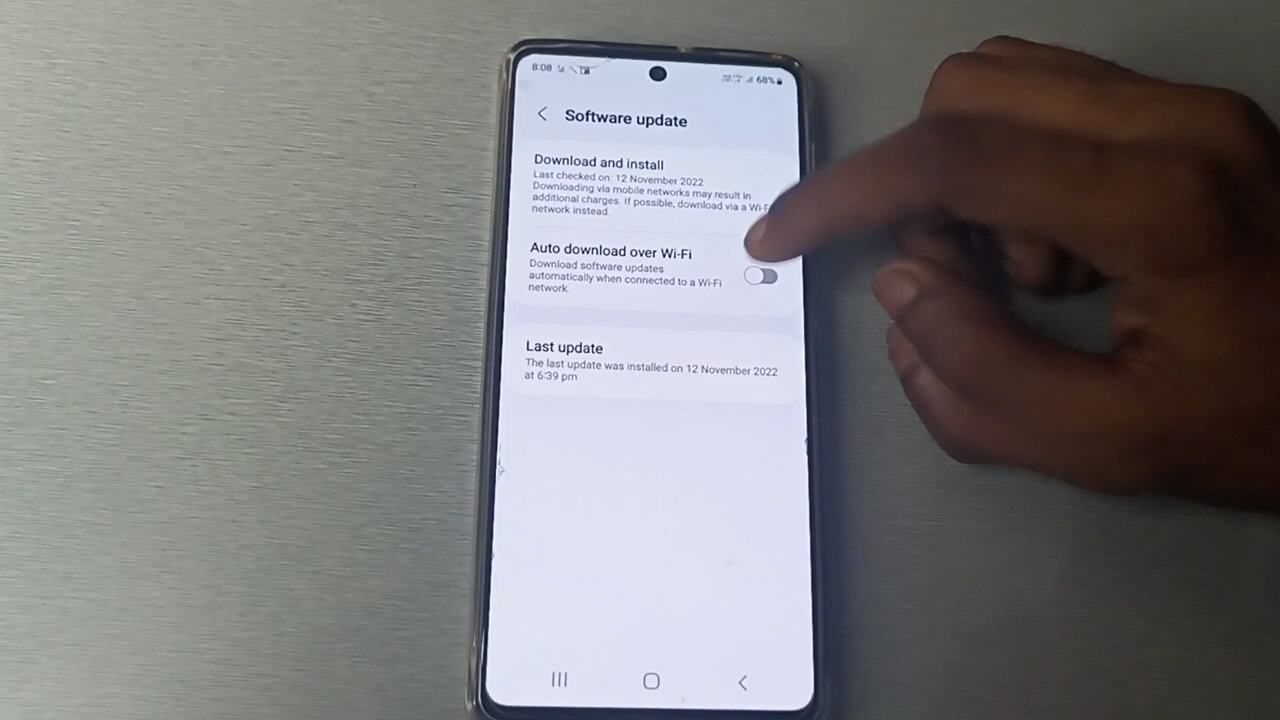 8:08 68%
Software update
Download and install
Last checked on: 12 November 2022
Downloading via mobile networks may result in
additional charges. If possible, download via a Wi-F
network instead.
Auto download over Wi-Fi
Download software updates
automatically when connected to a Wi-Fi
network.
Last update
The last update was installed on 12 November 2022
at 6:39 pm.